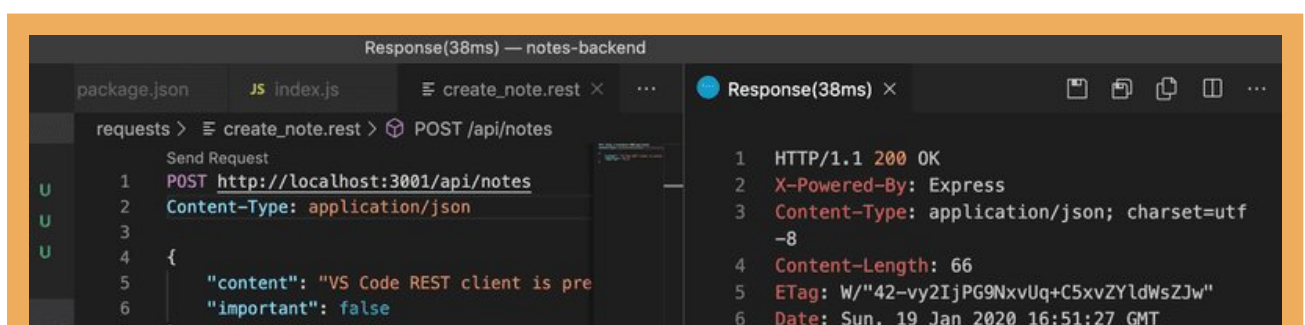 Response(38ms) — notes-backend
package.json JS index.js create_note.rest × ... Response(38ms) × ...
requests > create_note.rest > POST /api/notes
Send Request
1 POST http://localhost:3001/api/notes
2 Content-Type: application/json
3
4 {
5 "content": "VS Code REST client is pre
6 "important": false
U
U
U
1 HTTP/1.1 200 OK
2 X-Powered-By: Express
3 Content-Type: application/json; charset=utf
-8
4 Content-Length: 66
5 ETag: W/"42-vy2IjPG9NxvUq+C5xvZYldWsZJw"
6 Date: Sun, 19 Jan 2020 16:51:27 GMT